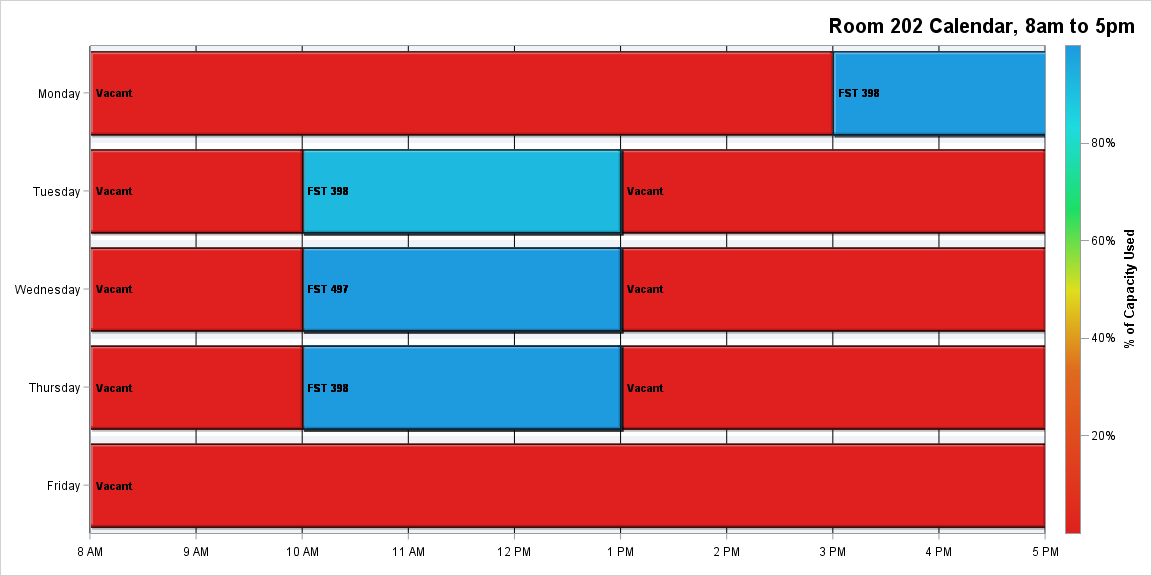 Room 202 Calendar, 8am to 5pm
Monday
Vacant
FST 398
Tuesday
Vacant
FST 398
Vacant
Wednesday
Vacant
FST 497
Vacant
Thursday
Vacant
FST 398
Vacant
Friday
Vacant
8 AM
9 AM
10 AM
11 AM
12 PM
1 PM
2 PM
3 PM
4 PM
5 PM
80%
60%
40%
20%
% of Capacity Used